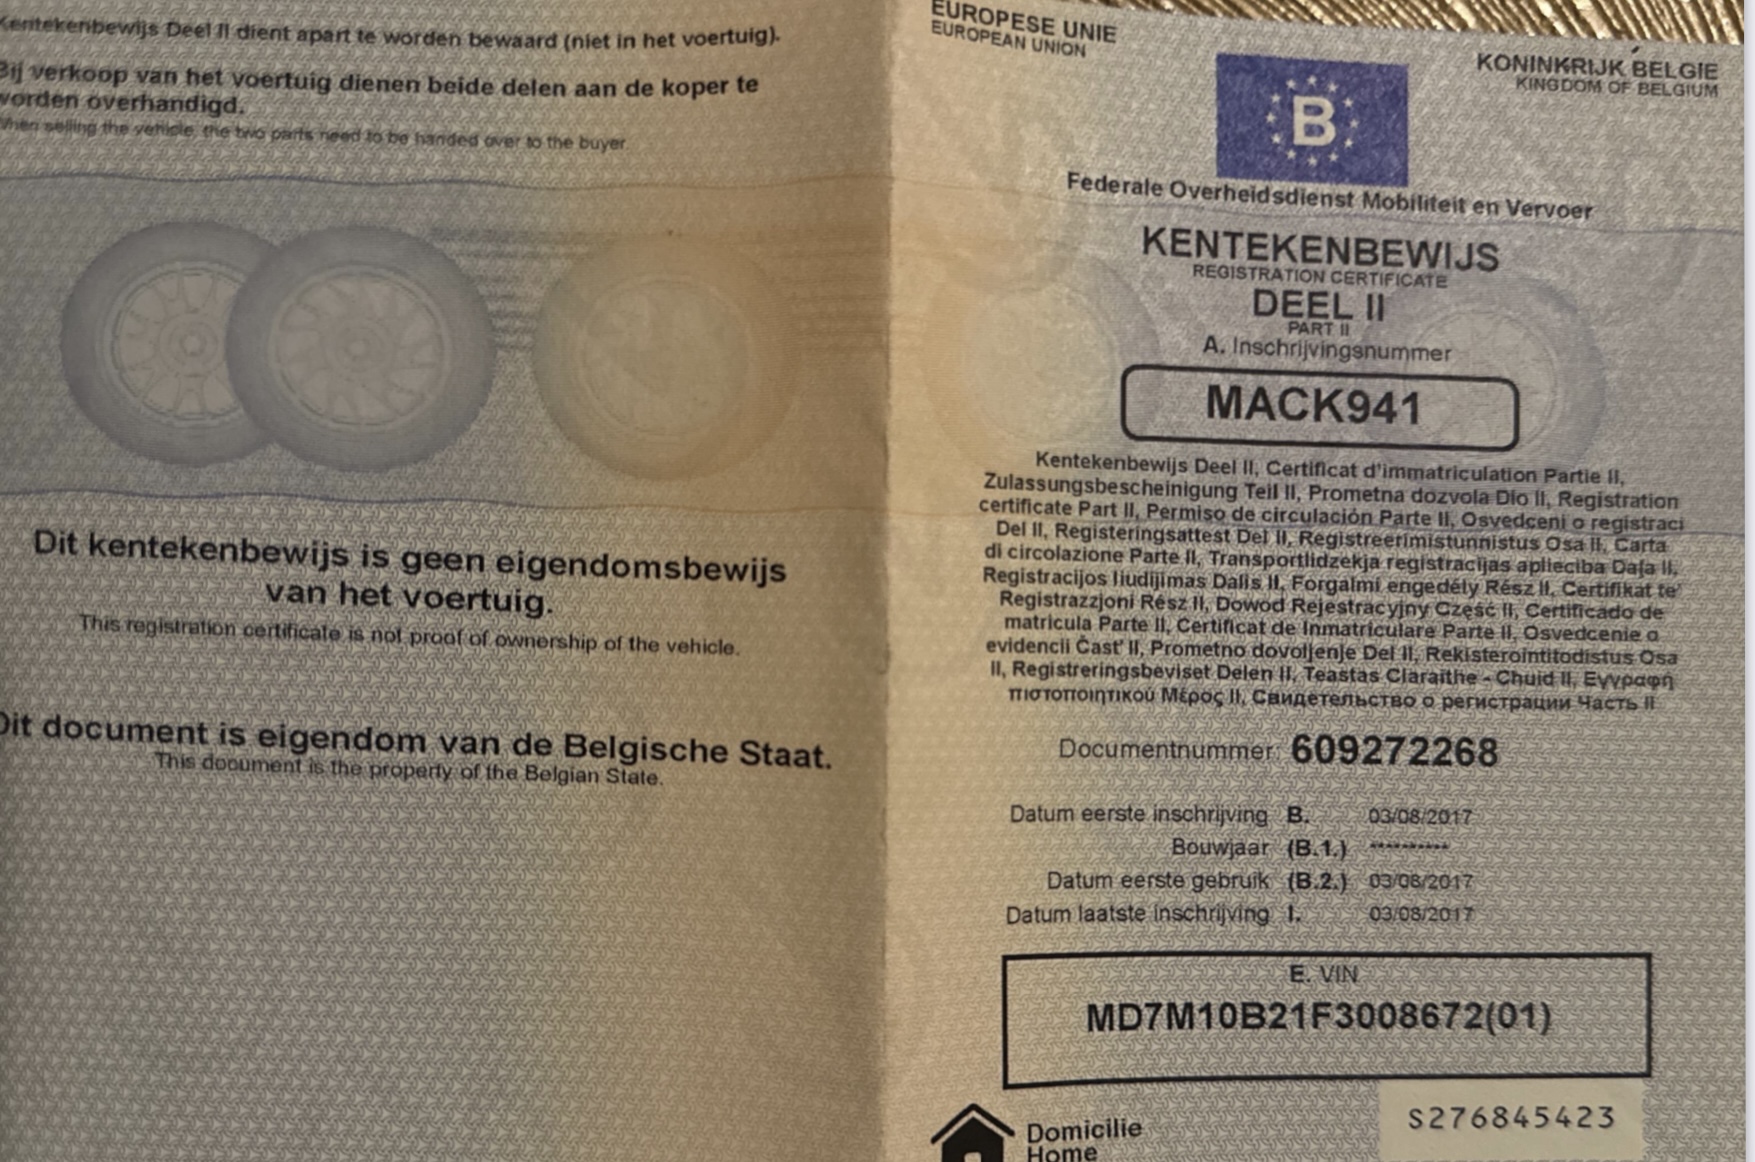 Kentekenbewijs Deel II dient apart te worden bewaard (niet in het voertuig).
Bij verkoop van het voertuig dienen beide delen aan de koper te
worden overhandigd.
When selling the vehicle, the two parts need to be handed over to the buyer.
Dit kentekenbewijs is geen eigendomsbewijs
van het voertuig.
This registration certificate is not proof of ownership of the vehicle.
Dit document is eigendom van de Belgische Staat.
This document is the property of the Belgian State.
EUROPESE UNIE
EUROPEAN UNION
KONINKRIJK BELGIE
KINGDOM OF BELGIUM
B
Federale Overheidsdienst Mobiliteit en Vervoer
KENTEKENBEWIJS
REGISTRATION CERTIFICATE
DEEL II
PART II
A. Inschrijvingsnummer
MACK941
Kentekenbewijs Deel II, Certificat d'immatriculation Partie II,
Zulassungsbescheinigung Teil II, Prometna dozvola Dio II, Registration
certificate Part II, Permiso de circulación Parte II, Osvedceni o registraci
Del II, Registeringsattest Del II, Registreerimistunnistus Osa II, Carta
di circolazione Parte II, Transportlidzekja registracijas aplieciba Daļa II,
Registracijos liudijimas Dalis II, Forgalmi engedély Rész II, Certifikat te'
Registrazzjoni Rész II, Dowod Rejestracyjny Część II, Certificado de
matricula Parte II, Certificat de Inmatriculare Parte II, Osvedcenie o
evidencii Časť II, Prometno dovoljenje Del II, Rekisterointitodistus Osa
II, Registreringsbeviset Delen II, Teastas Claraithe - Chuid II, Εγγραφή
πιστοποιητικού Μέρος II, Свидетельство о регистрации Часть II
Documentnummer: 609272268
Datum eerste inschrijving B. 03/08/2017
Bouwjaar (B.1.) **********
Datum eerste gebruik (B.2.) 03/08/2017
Datum laatste inschrijving I. 03/08/2017
E. VIN
MD7M10B21F3008672(01)
S276845423
Domicilie
Home